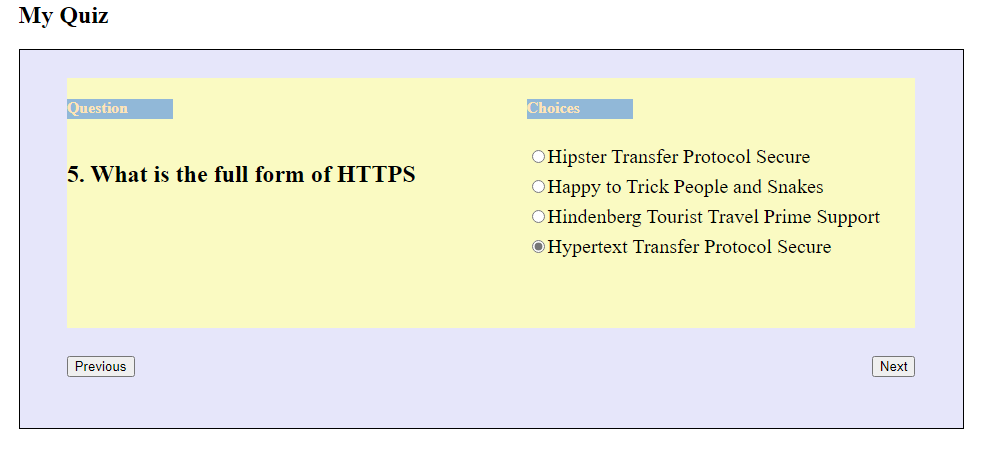 My Quiz
Question
5. What is the full form of HTTPS
Choices
Hipster Transfer Protocol Secure
Happy to Trick People and Snakes
Hindenberg Tourist Travel Prime Support
Hypertext Transfer Protocol Secure
Previous
Next